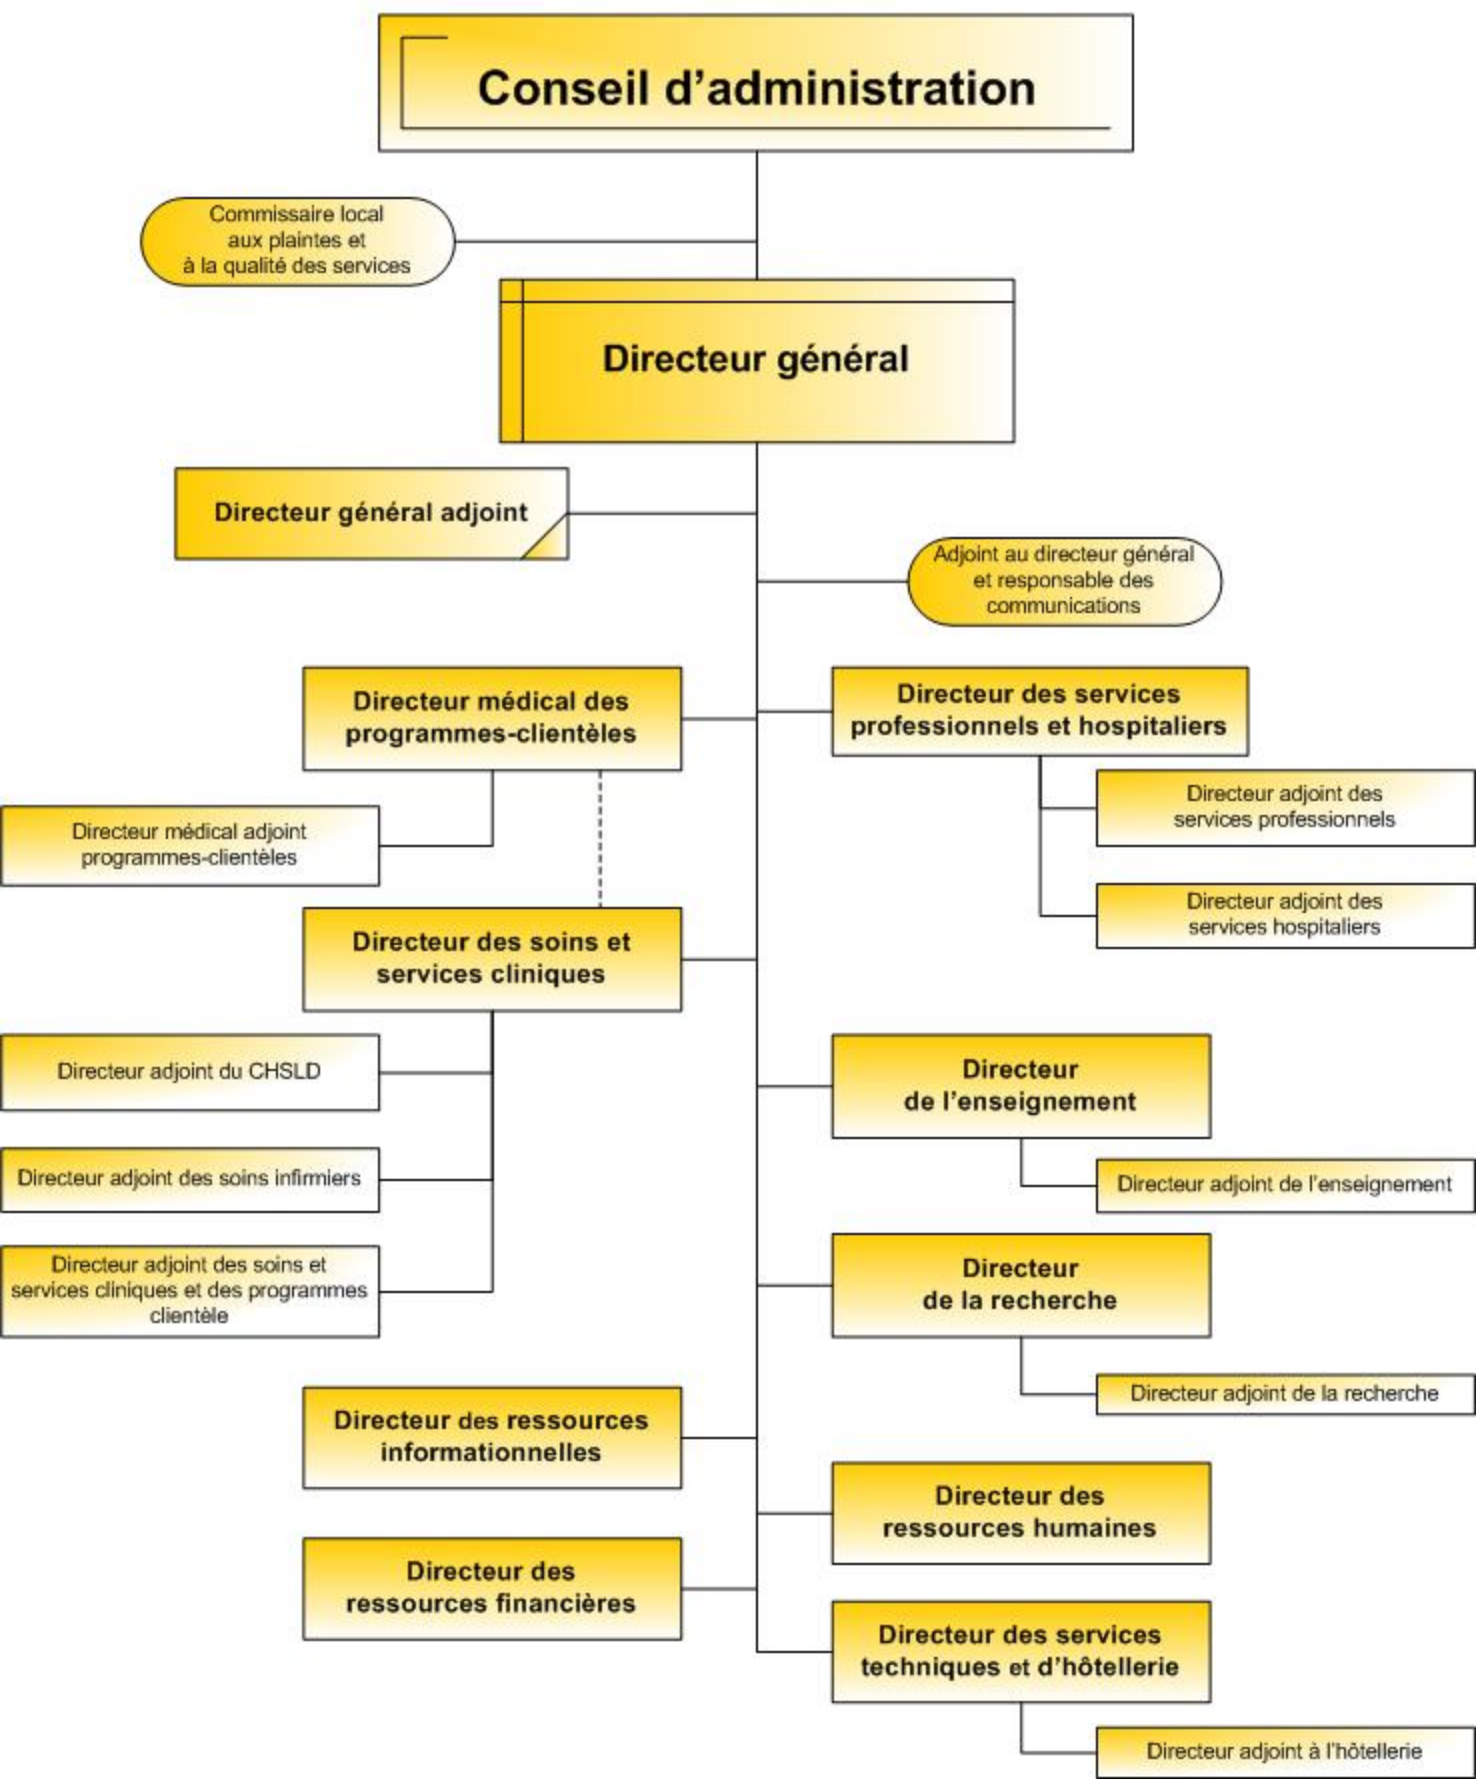 Conseil d’administration
Commissaire local
aux plaintes et
à la qualité des services
Directeur général
Directeur général adjoint
Adjoint au directeur général
et responsable des
communications
Directeur médical des
programmes-clientèles
Directeur des services
professionnels et hospitaliers
Directeur adjoint des
services professionnels
Directeur médical adjoint
programmes-clientèles
Directeur adjoint des
services hospitaliers
Directeur des soins et
services cliniques
Directeur adjoint du CHSLD
Directeur
de l’enseignement
Directeur adjoint des soins infirmiers
Directeur adjoint de l’enseignement
Directeur adjoint des soins et
services cliniques et des programmes
clientèle
Directeur
de la recherche
Directeur adjoint de la recherche
Directeur des ressources
informationnelles
Directeur des
ressources humaines
Directeur des
ressources financières
Directeur des services
techniques et d’hôtellerie
Directeur adjoint à l’hôtellerie